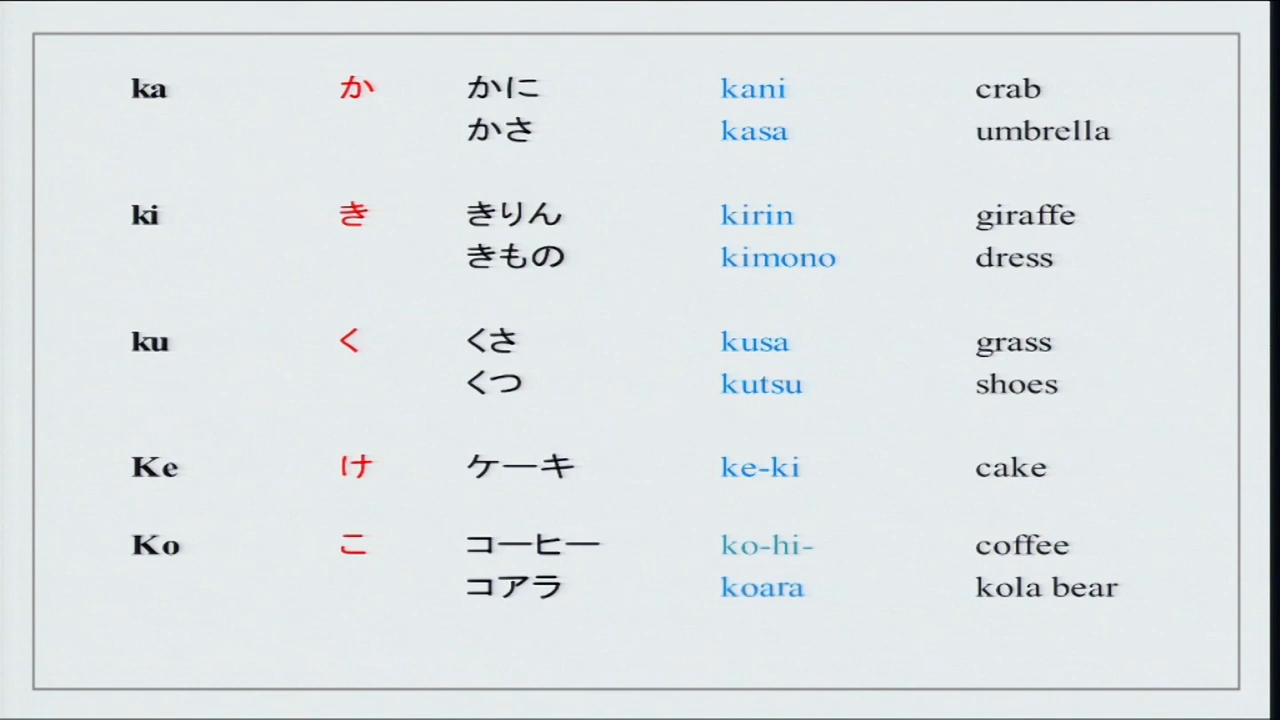 ka か かに kani crab
かさ kasa umbrella
ki き きりん kirin giraffe
きもの kimono dress
ku く くさ kusa grass
くつ kutsu shoes
Ke け ケーキ ke-ki cake
Ko こ コーヒー ko-hi- coffee
コアラ koara kola bear